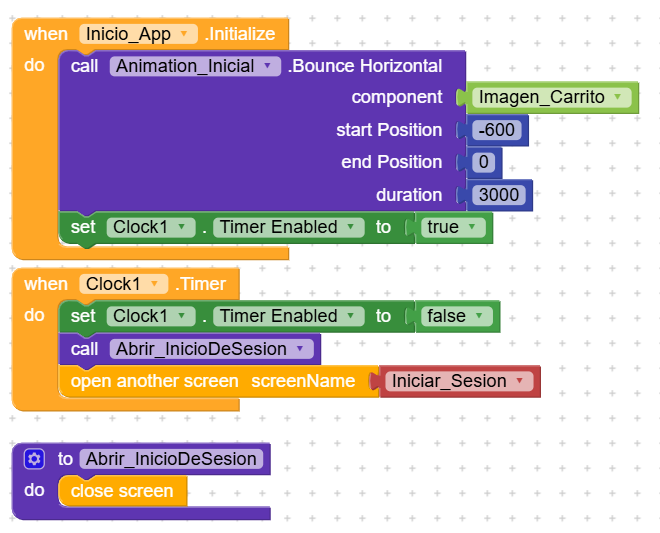 when Inicio_App .Initialize
do call Animation_Inicial .Bounce Horizontal
component Imagen_Carrito
start Position -600
end Position 0
duration 3000
set Clock1 . Timer Enabled to true
when Clock1 .Timer
do set Clock1 . Timer Enabled to false
call Abrir_InicioDeSesion
open another screen screenName Iniciar_Sesion
to Abrir_InicioDeSesion
do close screen